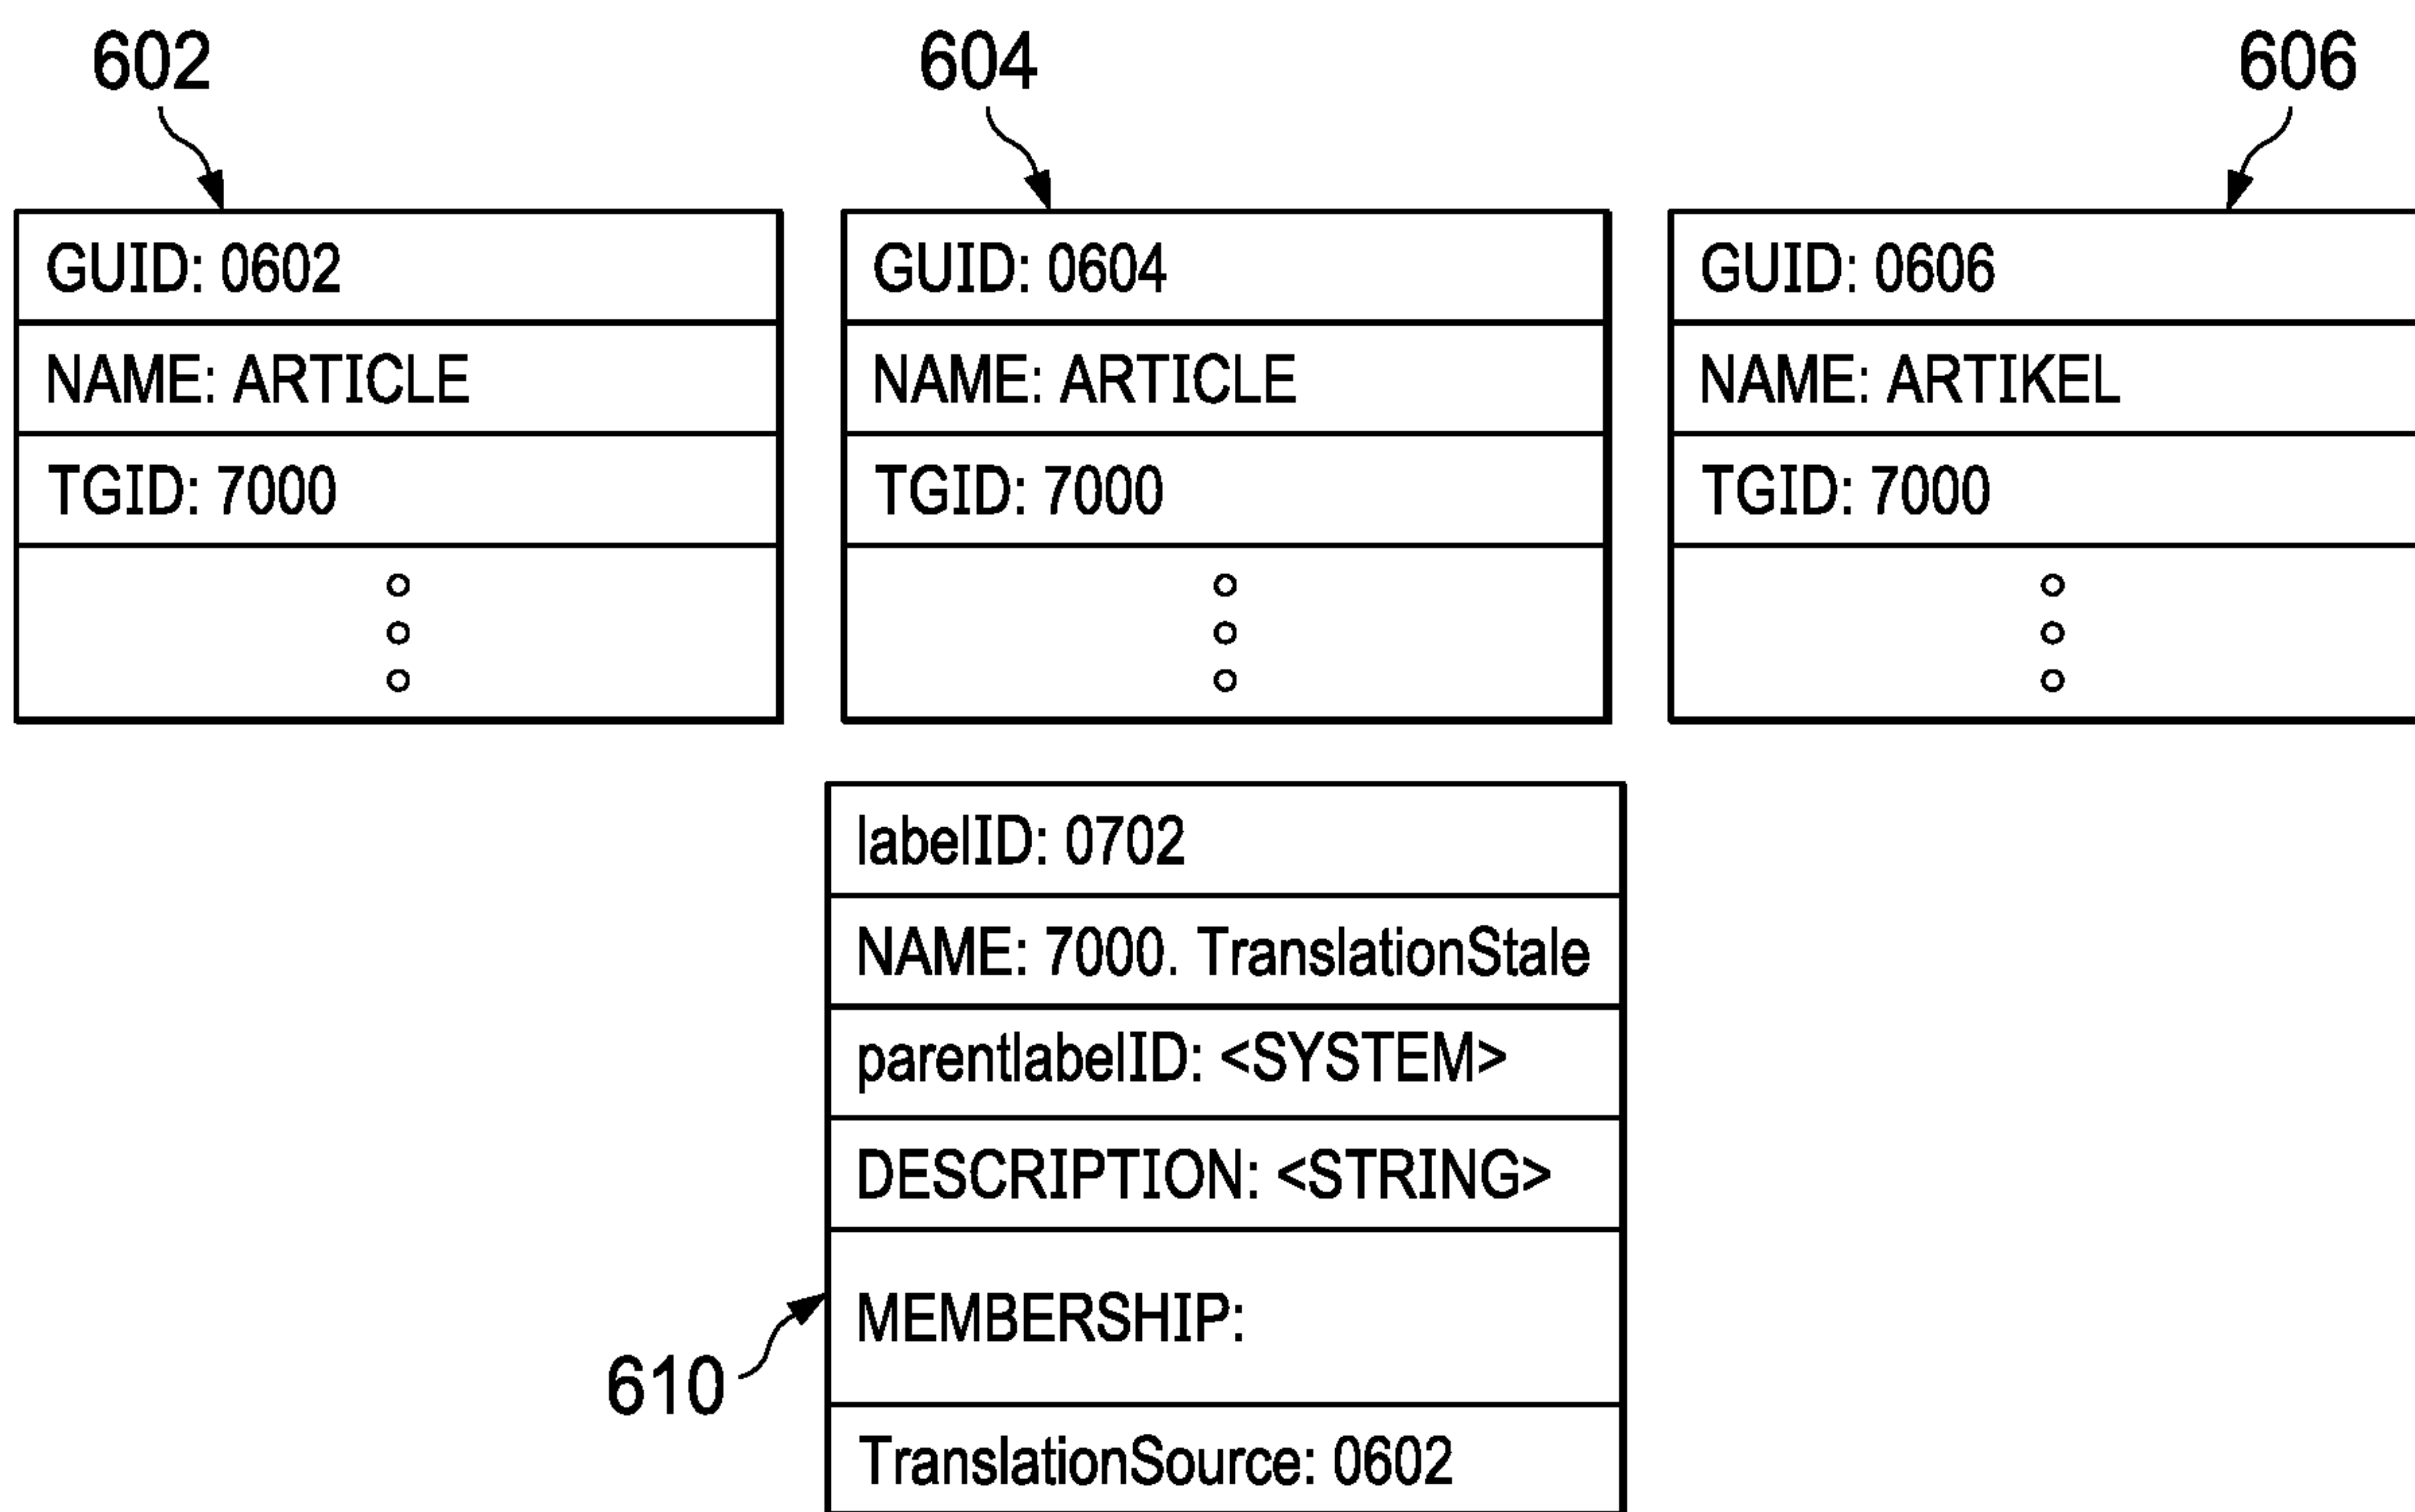 602
604
606
GUID: 0602
NAME: ARTICLE
TGID: 7000
GUID: 0604
NAME: ARTICLE
TGID: 7000
GUID: 0606
NAME: ARTIKEL
TGID: 7000
labelID: 0702
NAME: 7000. TranslationStale
parentlabelID: <SYSTEM>
DESCRIPTION: <STRING>
MEMBERSHIP:
610
TranslationSource: 0602